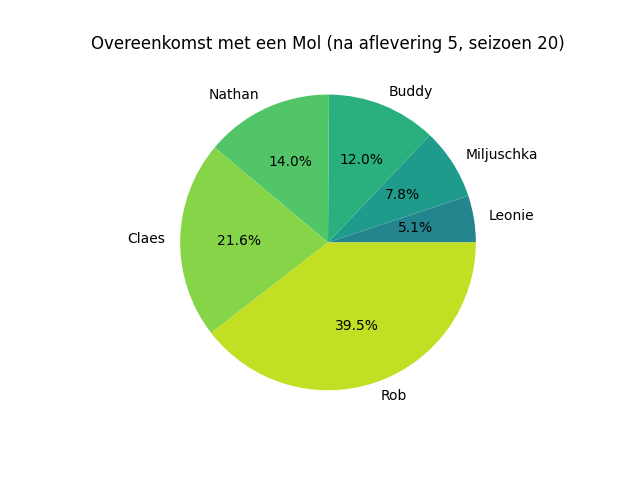 Overeenkomst met een Mol (na aflevering 5, seizoen 20)
Nathan
Buddy
Miljuschka
14.0%
12.0%
7.8%
Leonie
5.1%
Claes
21.6%
39.5%
Rob